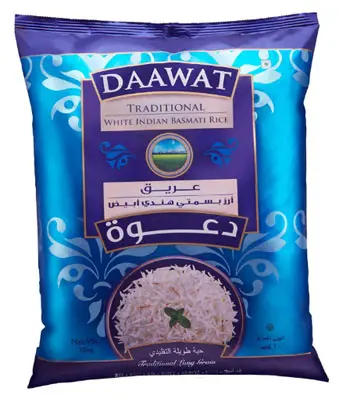 DAAWAT
TRADITIONAL
WHITE INDIAN BASMATI RICE
عريق
أرز بسمتي هندي أبيض
دعوة
حبة طويلة التقليدي
Traditional Long Grain